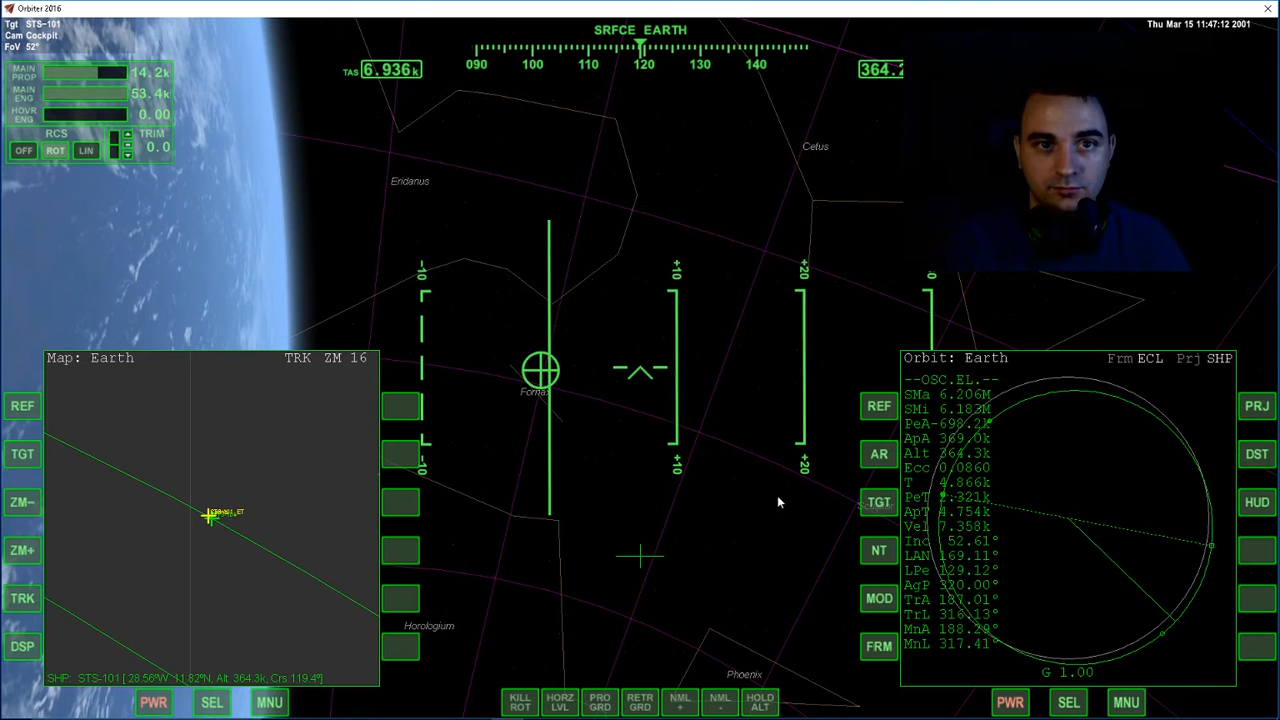 Orbiter 2016
Tgt STS-101
Cam Cockpit
FoV 52°
Thu Mar 15 11:47:12 2001
SRFCE EARTH
090 100 110 120 130 140
TAS 6.936k
364.2
MAIN PROP 14.2k
MAIN ENG 53.4k
HOVR ENG 0.00
RCS TRIM
OFF ROT LIN 0.0
Cetus
Eridanus
-10 +10 +20
Fornax
-10 +10 +20
Horologium
Phoenix
Map: Earth TRK ZM 16
REF
TGT
ZM-
ZM+
TRK
DSP
SHP: STS-101 [ 28.56°W 11.82°N, Alt 364.3k, Crs 119.4°]
PWR SEL MNU
KILL ROT
HORZ LVL
PRO GRD
RETR GRD
NML +
NML -
HOLD ALT
Orbit: Earth Frm ECL Prj SHP
--OSC.EL.--
SMa 6.206M
SMi 6.183M
PeA-698.2k
ApA 369.0k
Alt 364.3k
Ecc 0.0860
T 4.866k
PeT 2.321k
ApT 4.754k
Vel 7.358k
Inc 52.61°
LAN 169.11°
LPe 129.12°
AgP 320.00°
TrA 187.01°
TrL 316.13°
MnA 188.29°
MnL 317.41°
G 1.00
REF
AR
TGT
NT
MOD
FRM
PRJ
DST
HUD
PWR SEL MNU